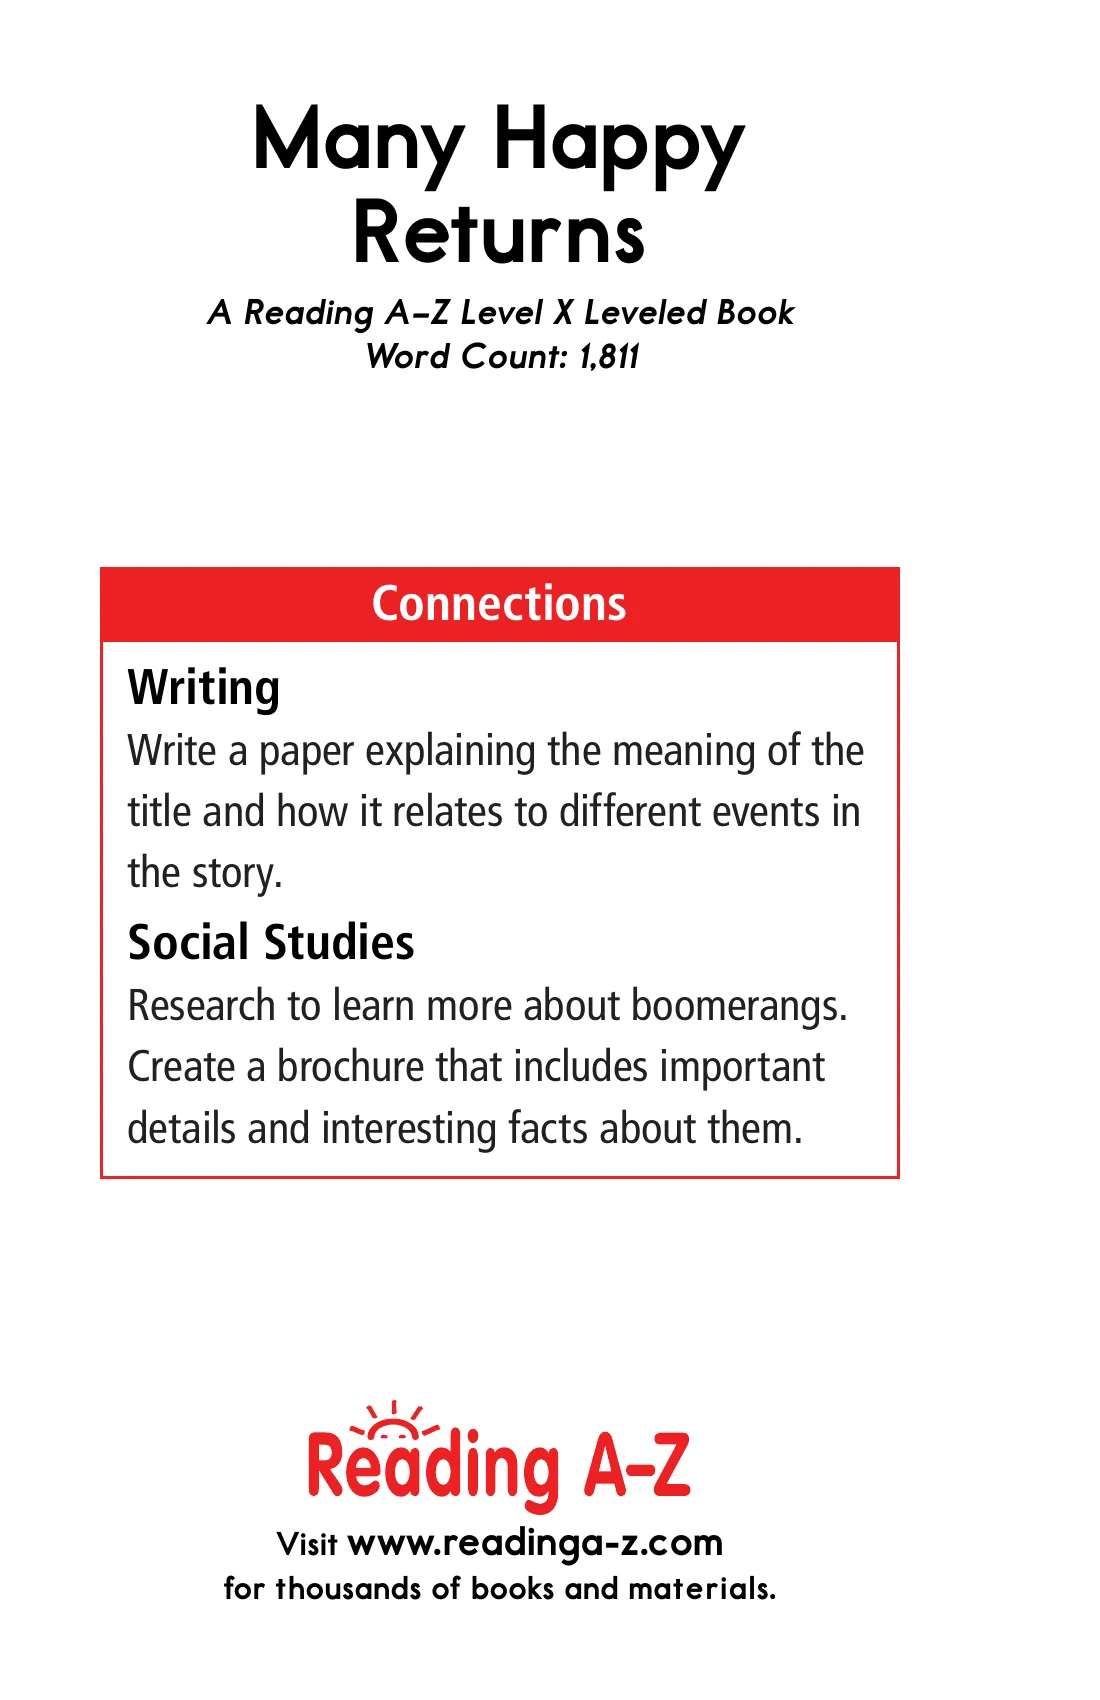 Many Happy
Returns
A Reading A–Z Level X Leveled Book
Word Count: 1,811
Connections
Writing
Write a paper explaining the meaning of the
title and how it relates to different events in
the story.
Social Studies
Research to learn more about boomerangs.
Create a brochure that includes important
details and interesting facts about them.
Reading A–Z
Visit www.readinga-z.com
for thousands of books and materials.